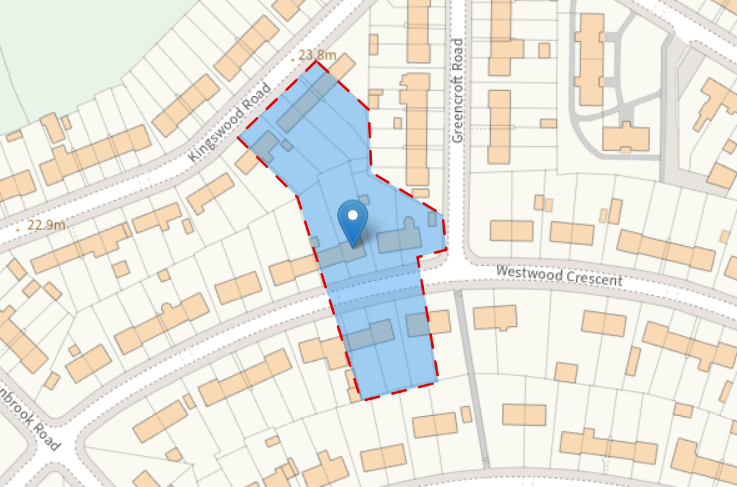 23.8m
Kingswood Road
Greencroft Road
22.9m
Westwood Crescent
nbrook Road